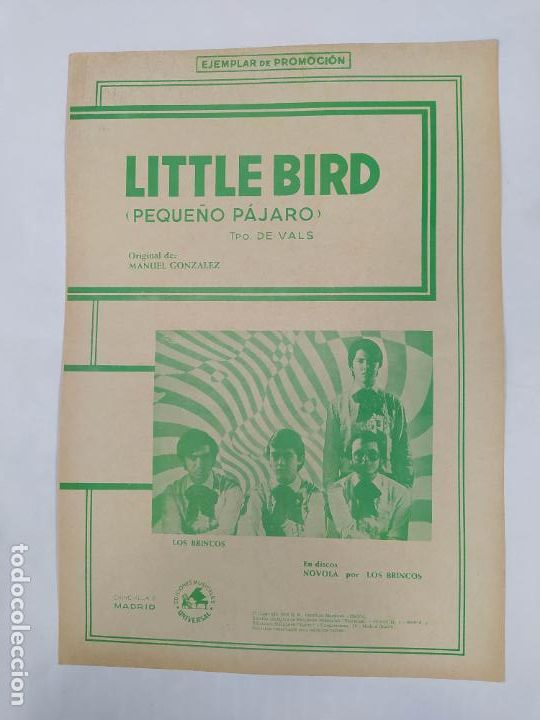 EJEMPLAR DE PROMOCIÓN
LITTLE BIRD
(PEQUEÑO PÁJARO)
TPO. DE VALS
Original de:
MANUEL GONZALEZ
LOS BRINCOS
En discos
NOVOLA por LOS BRINCOS
MADRID
EDICIONES MUSICALES
UNIVERSAL
todocoleccion